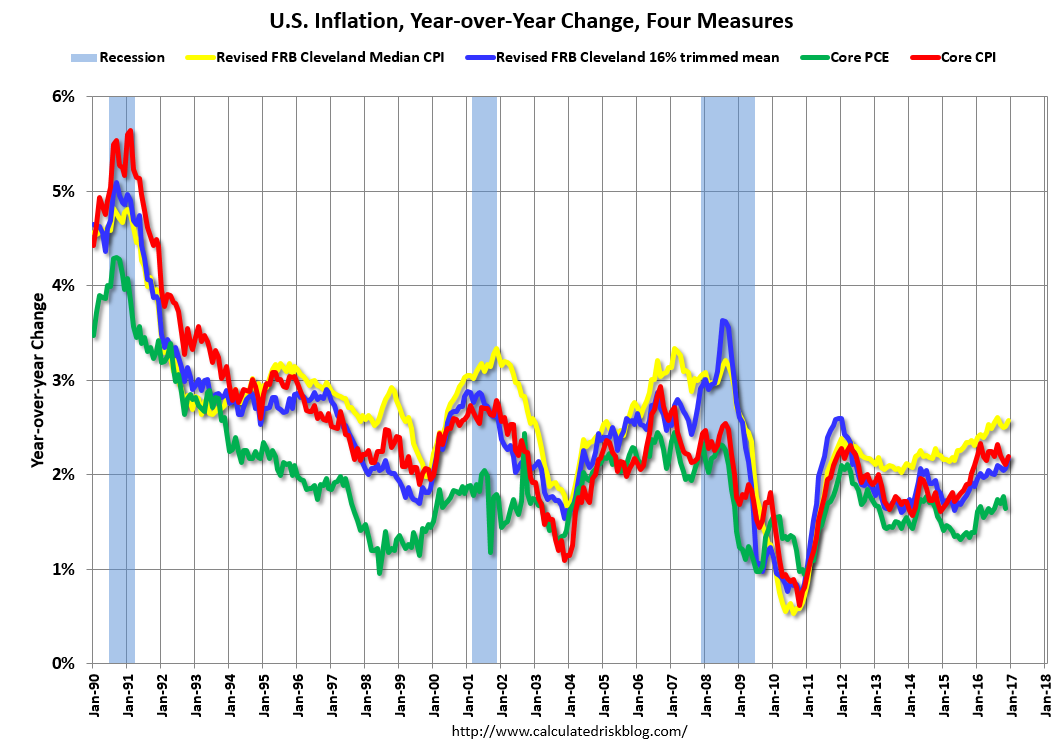 U.S. Inflation, Year-over-Year Change, Four Measures
Recession Revised FRB Cleveland Median CPI Revised FRB Cleveland 16% trimmed mean Core PCE Core CPI
6%
5%
4%
3%
2%
1%
0%
Year-over-year Change
Jan-90 Jan-91 Jan-92 Jan-93 Jan-94 Jan-95 Jan-96 Jan-97 Jan-98 Jan-99 Jan-00 Jan-01 Jan-02 Jan-03 Jan-04 Jan-05 Jan-06 Jan-07 Jan-08 Jan-09 Jan-10 Jan-11 Jan-12 Jan-13 Jan-14 Jan-15 Jan-16 Jan-17 Jan-18
http://www.calculatedriskblog.com/